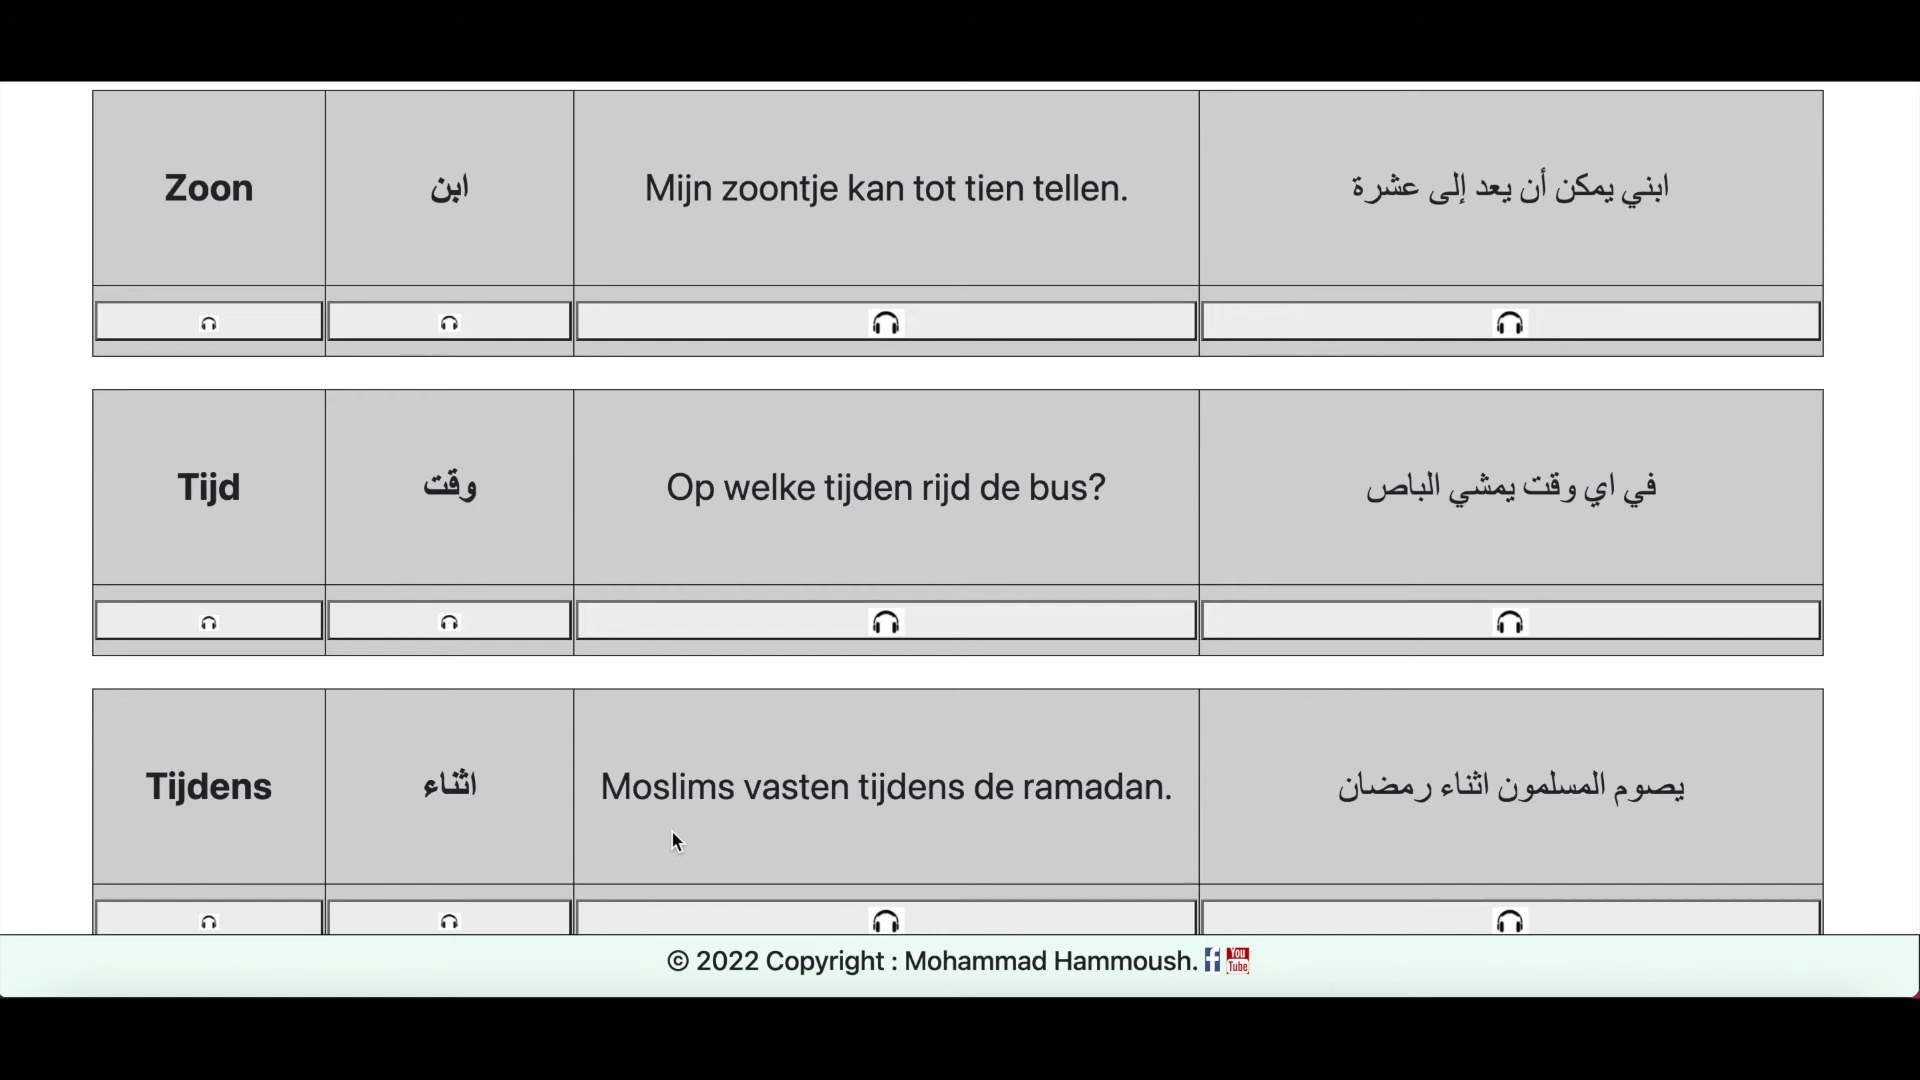 Zoon
ابن
Mijn zoontje kan tot tien tellen.
ابني يمكن أن يعد إلى عشرة
Tijd
وقت
Op welke tijden rijd de bus?
في اي وقت يمشي الباص
Tijdens
اثناء
Moslims vasten tijdens de ramadan.
يصوم المسلمون اثناء رمضان
© 2022 Copyright : Mohammad Hammoush. f You Tube